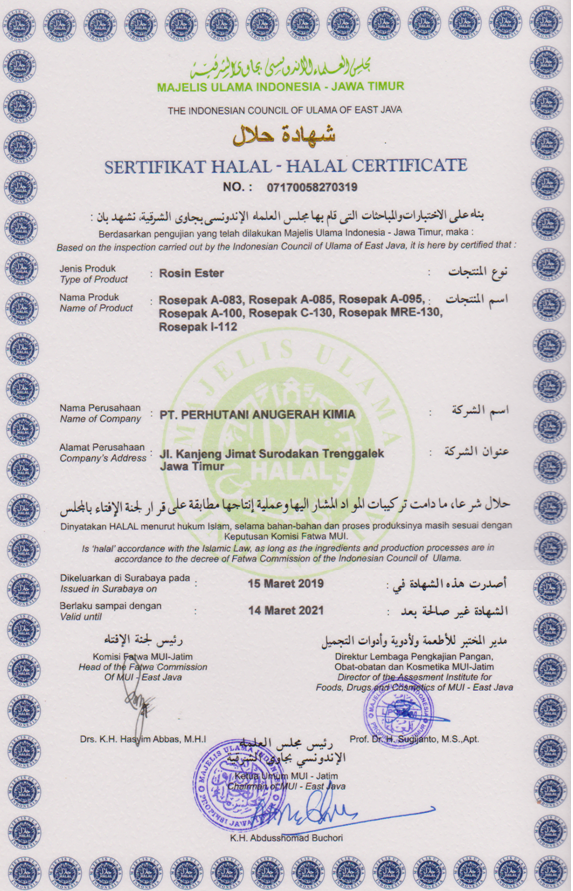 مجلس العلماء الإندونيسي بجاوى الشرقية
MAJELIS ULAMA INDONESIA - JAWA TIMUR
THE INDONESIAN COUNCIL OF ULAMA OF EAST JAVA
شهادة حلال
SERTIFIKAT HALAL - HALAL CERTIFICATE
NO. : 07170058270319
بناء على الاختبارات والمباحثات التى قام بها مجلس العلماء الإندونسى بجاوى الشرقية، نشهد بان :
Berdasarkan pengujian yang telah dilakukan Majelis Ulama Indonesia - Jawa Timur, maka :
Based on the inspection carried out by the Indonesian Council of Ulama of East Java, it is here by certified that :
Jenis Produk : Rosin Ester : نوع المنتجات
Type of Product
Nama Produk : Rosepak A-083, Rosepak A-085, Rosepak A-095, : اسم المنتجات
Name of Product Rosepak A-100, Rosepak C-130, Rosepak MRE-130,
Rosepak I-112
MAJELIS ULAMA
HALAL
Nama Perusahaan : PT. PERHUTANI ANUGERAH KIMIA : اسم الشركة
Name of Company
Alamat Perusahaan : Jl. Kanjeng Jimat Surodakan Trenggalek : عنوان الشركة
Company's Address Jawa Timur
حلال شرعا، ما دامت تركيبات المواد المشار اليها وعملية إنتاجها مطابقة على قرار لجنة الإفتاء بالمجلس
Dinyatakan HALAL menurut hukum Islam, selama bahan-bahan dan proses produksinya masih sesuai dengan
Keputusan Komisi Fatwa MUI.
Is 'halal' accordance with the Islamic Law, as long as the ingredients and production processes are in
accordance to the decree of Fatwa Commission of the Indonesian Council of Ulama.
Dikeluarkan di Surabaya pada : 15 Maret 2019 أصدرت هذه الشهادة في :
Issued in Surabaya on
Berlaku sampai dengan : 14 Maret 2021 الشهادة غير صالحة بعد :
Valid until
رئيس لجنة الإفتاء
Komisi Fatwa MUI-Jatim
Head of the Fatwa Commission
Of MUI - East Java
Drs. K.H. Hasyim Abbas, M.H.I
مدير المختبر للأطعمة ولأدوية وأدوات التجميل
Direktur Lembaga Pengkajian Pangan,
Obat-obatan dan Kosmetika MUI-Jatim
Director of the Assesment Institute for
Foods, Drugs and Cosmetics of MUI - East Java
Prof. Dr. H. Sugijanto, M.S.,Apt.
رئيس مجلس العلماء
الإندونسي بجاوى الشرقية
Ketua Umum MUI - Jatim
Chairman of MUI - East Java
MAJELIS ULAMA
K.H. Abdusshomad Buchori